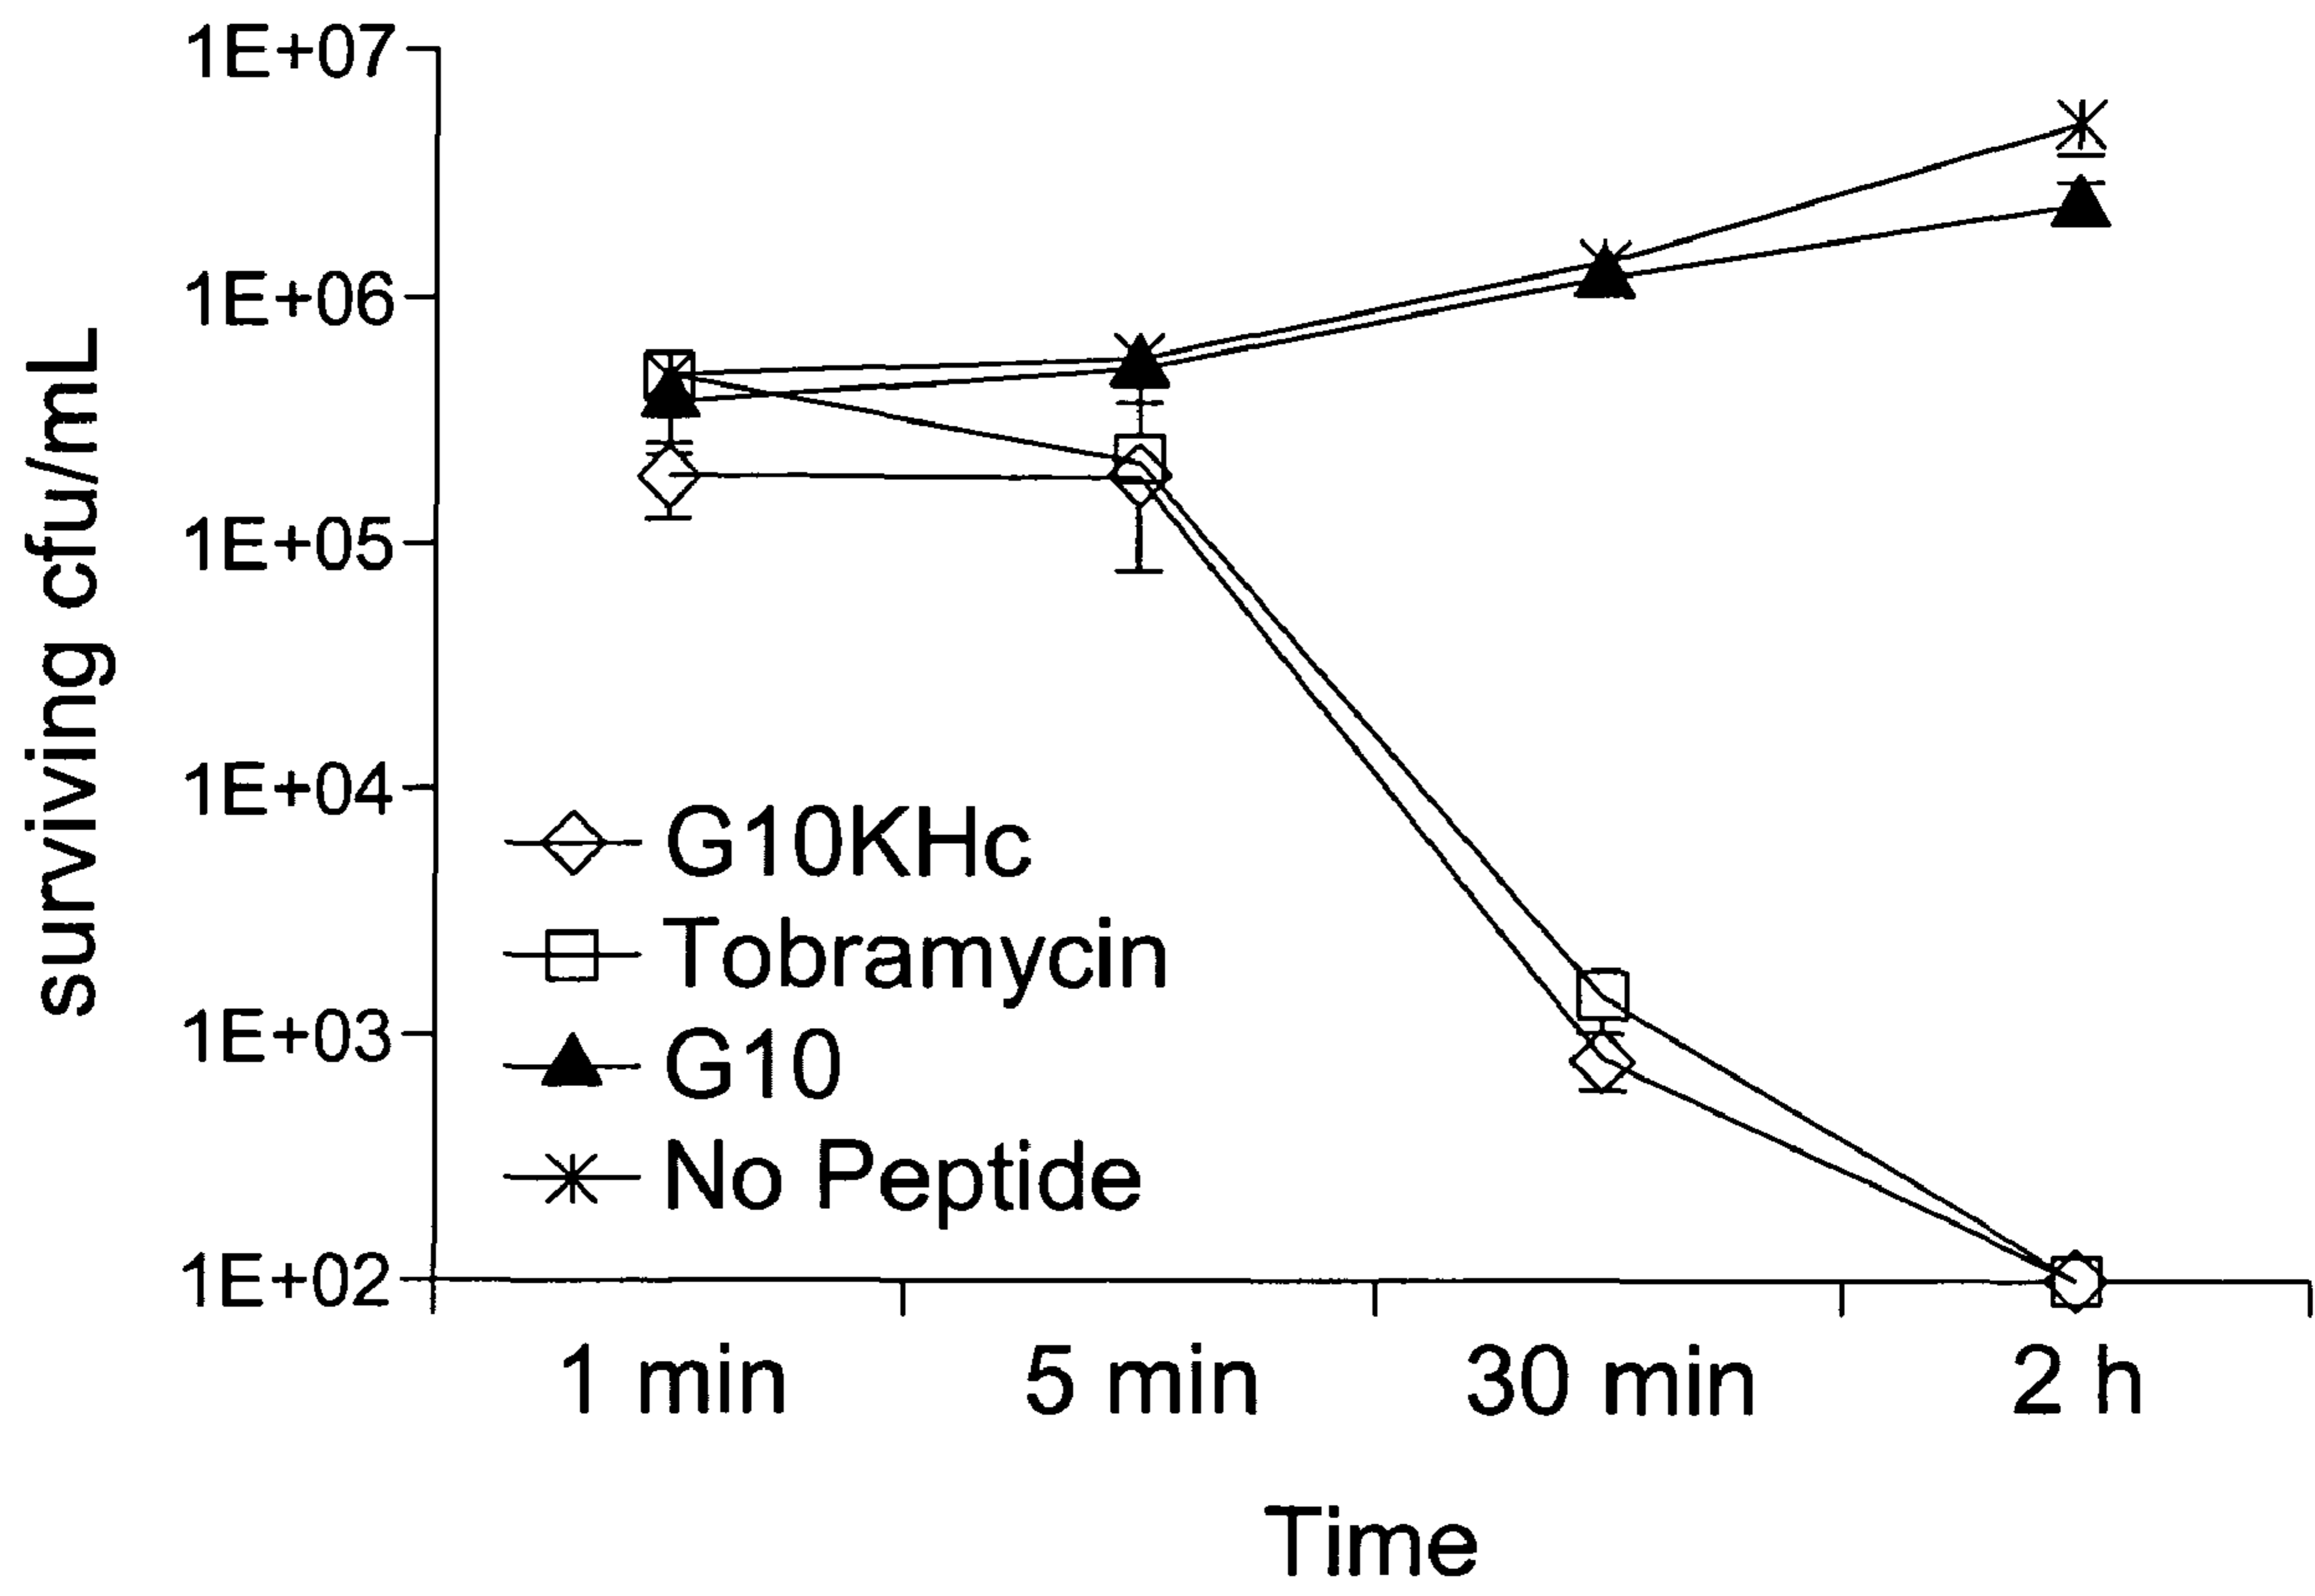 surviving cfu/mL
1E+07
1E+06
1E+05
1E+04
1E+03
1E+02
G10KHc
Tobramycin
G10
No Peptide
1 min 5 min 30 min 2 h
Time